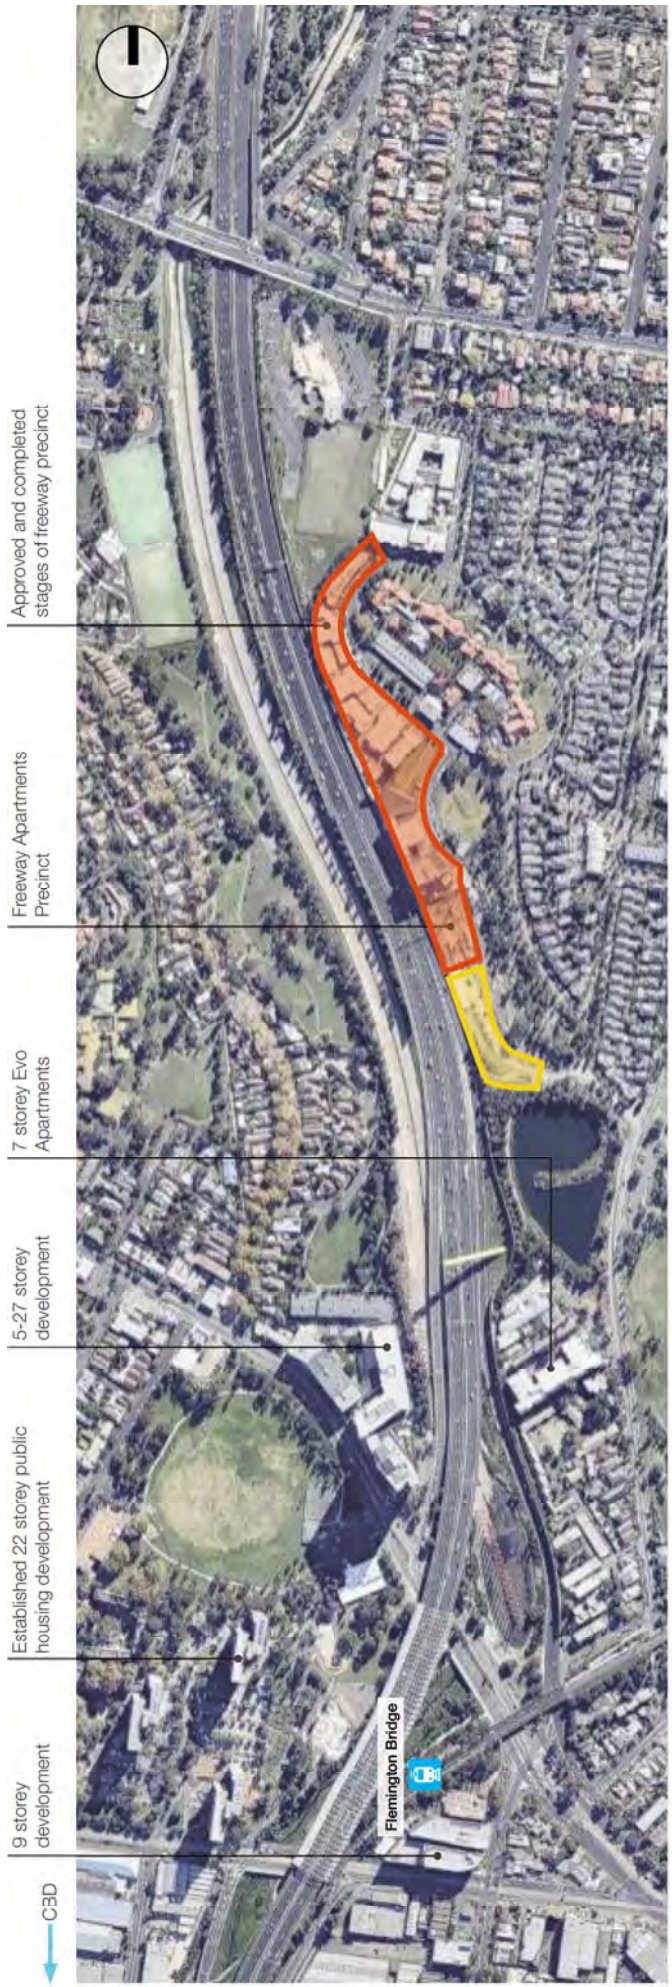 CBD
9 storey
development
Established 22 storey public
housing development
5-27 storey
development
7 storey Evo
Apartments
Freeway Apartments
Precinct
Approved and completed
stages of freeway precinct
Flemington Bridge